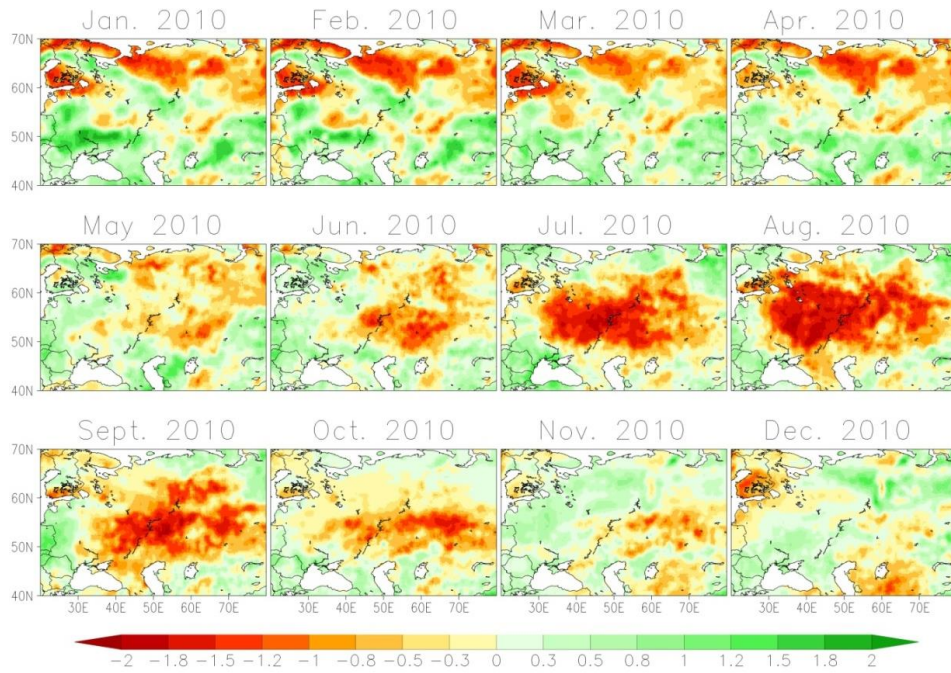 Jan. 2010 Feb. 2010 Mar. 2010 Apr. 2010
70N
60N
50N
40N
May 2010 Jun. 2010 Jul. 2010 Aug. 2010
70N
60N
50N
40N
Sept. 2010 Oct. 2010 Nov. 2010 Dec. 2010
70N
60N
50N
40N
30E 40E 50E 60E 70E 30E 40E 50E 60E 70E 30E 40E 50E 60E 70E 30E 40E 50E 60E 70E
-2 -1.8 -1.5 -1.2 -1 -0.8 -0.5 -0.3 0 0.3 0.5 0.8 1 1.2 1.5 1.8 2